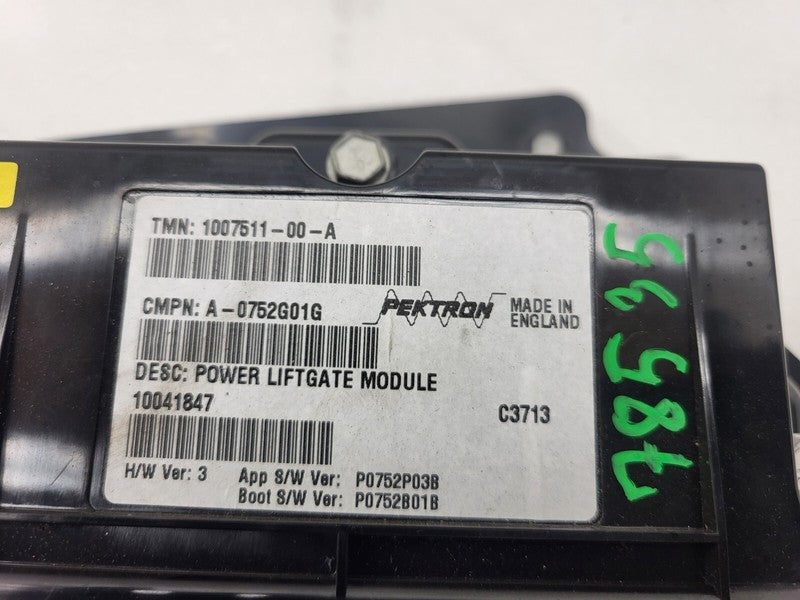 TMN: 1007511-00-A
CMPN: A-0752G01G
PEKTRON
MADE IN
ENGLAND
DESC: POWER LIFTGATE MODULE
10041847
C3713
H/W Ver: 3 App S/W Ver: P0752P03B
Boot S/W Ver: P0752B01B
78535